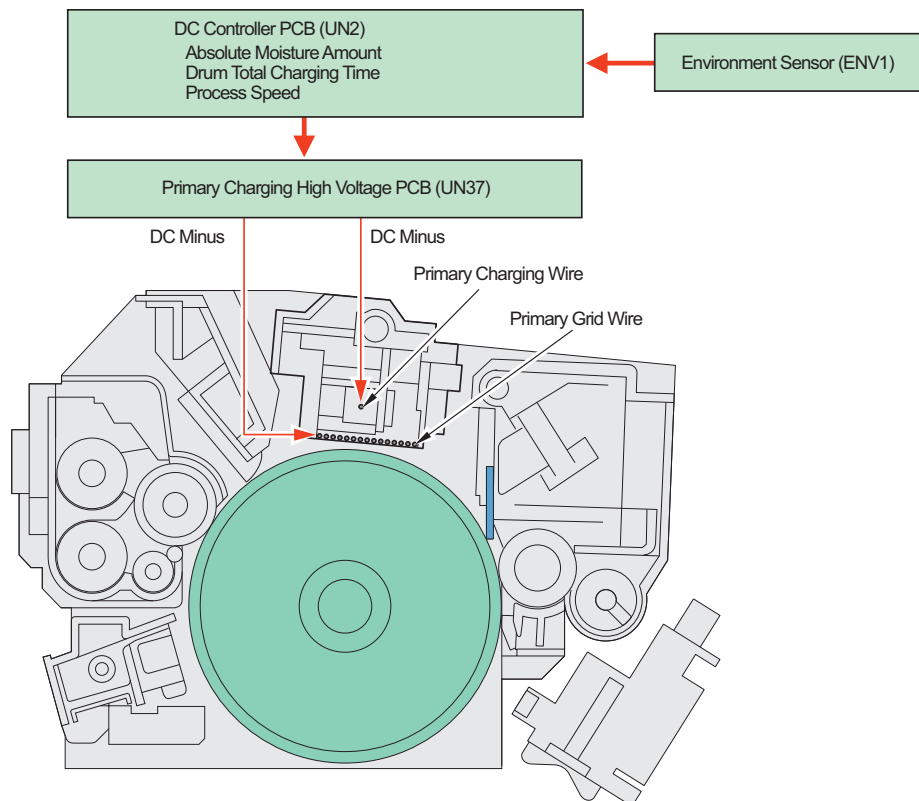 DC Controller PCB (UN2)
Absolute Moisture Amount
Drum Total Charging Time
Process Speed
Environment Sensor (ENV1)
Primary Charging High Voltage PCB (UN37)
DC Minus
DC Minus
Primary Charging Wire
Primary Grid Wire